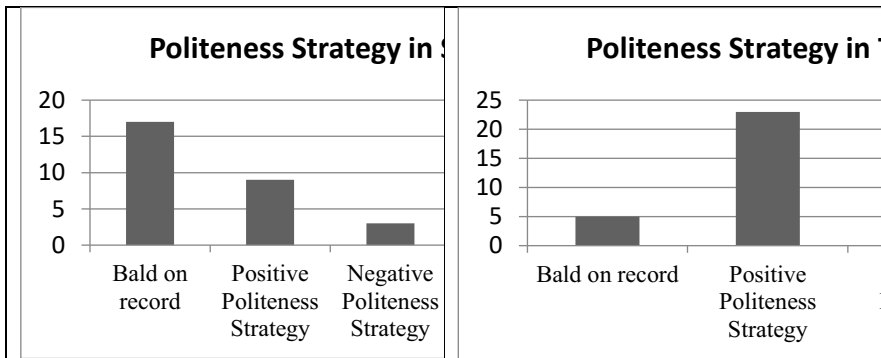 Politeness Strategy in
20
15
10
5
0
Bald on
record
Positive
Politeness
Strategy
Negative
Politeness
Strategy
Politeness Strategy in
25
20
15
10
5
0
Bald on record
Positive
Politeness
Strategy